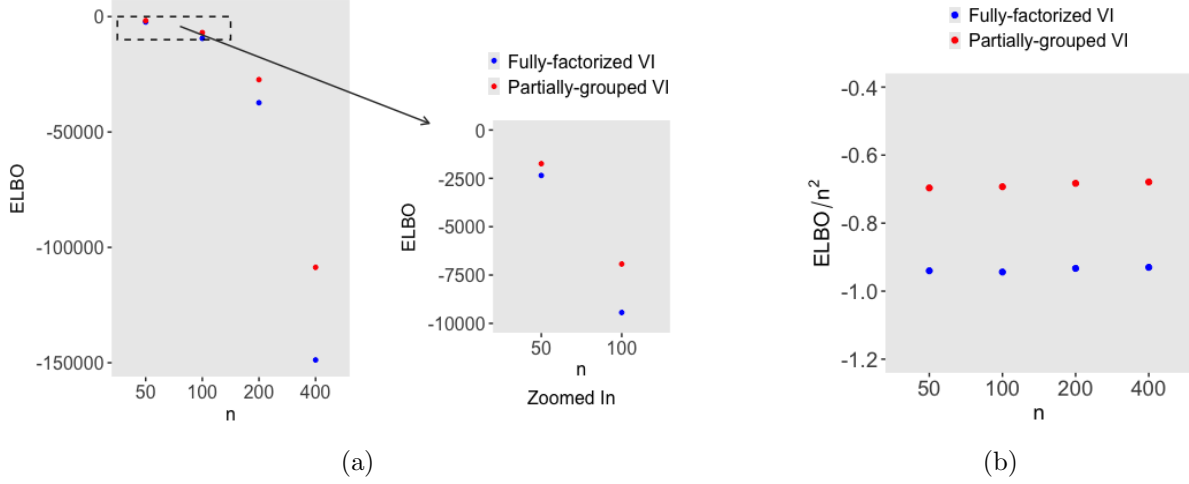 0
-50000
-100000
-150000
ELBO
50 100 200 400
n
Fully-factorized VI
Partially-grouped VI
0
-2500
-5000
-7500
-10000
ELBO
50 100
n
Zoomed In
(a)
Fully-factorized VI
Partially-grouped VI
-0.4
-0.6
-0.8
-1.0
-1.2
ELBO/n²
50 100 200 400
n
(b)